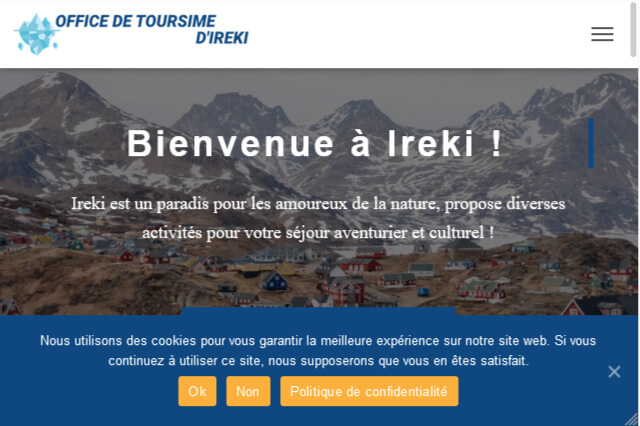 OFFICE DE TOURSIME
D'IREKI
Bienvenue à Ireki !
Ireki est un paradis pour les amoureux de la nature, propose diverses
activités pour votre séjour aventurier et culturel !
Nous utilisons des cookies pour vous garantir la meilleure expérience sur notre site web. Si vous
continuez à utiliser ce site, nous supposerons que vous en êtes satisfait.
Ok Non Politique de confidentialité